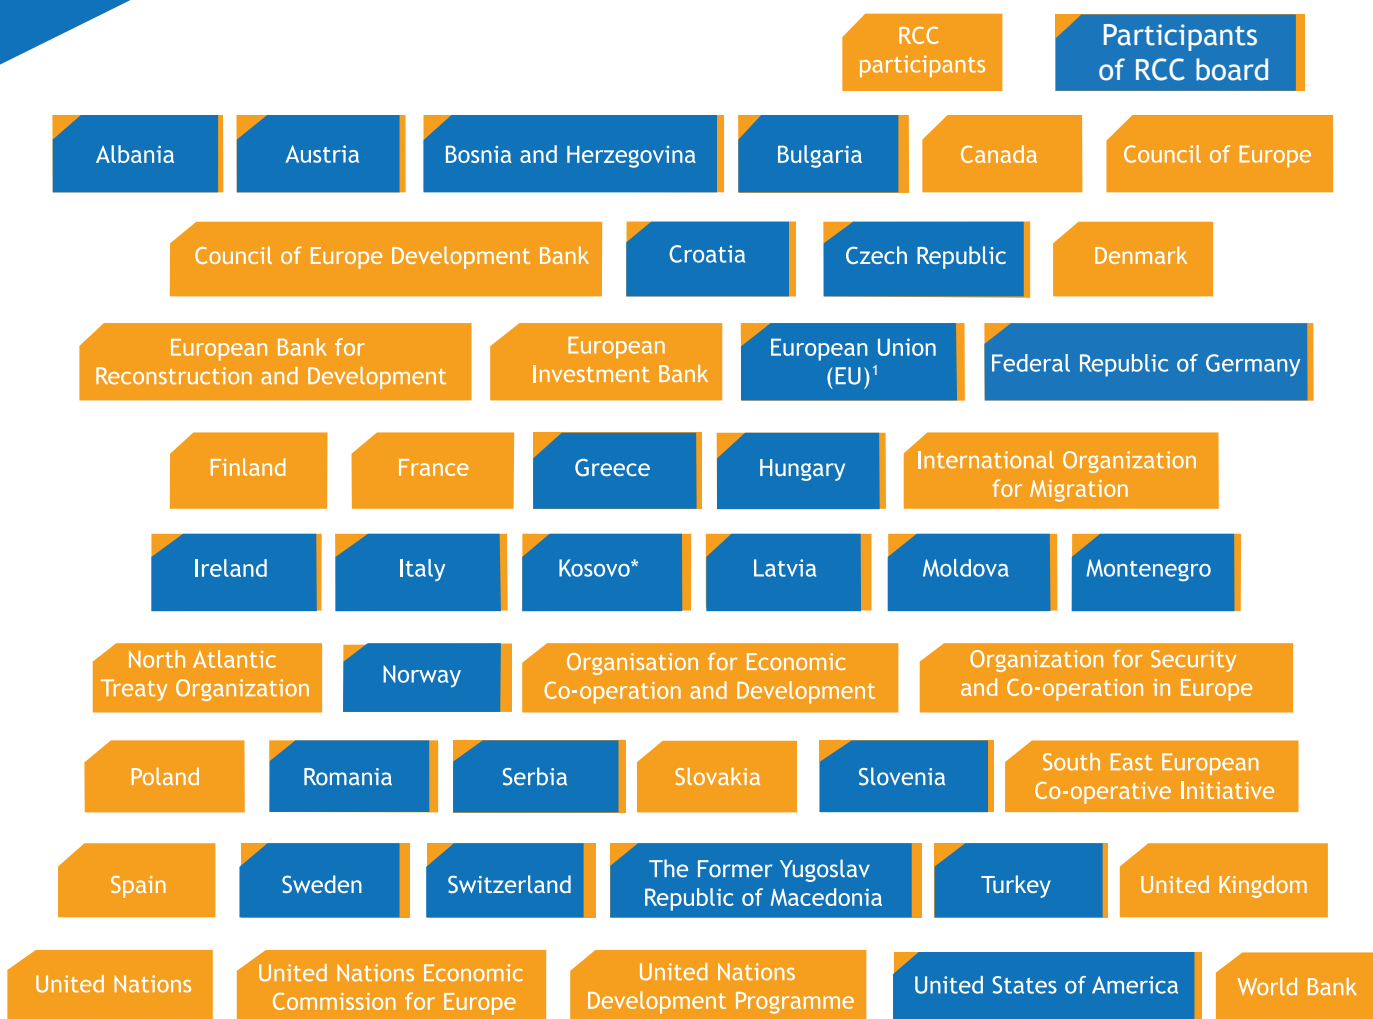 RCC
participants
Participants
of RCC board
Albania
Austria
Bosnia and Herzegovina
Bulgaria
Canada
Council of Europe
Council of Europe Development Bank
Croatia
Czech Republic
Denmark
European Bank for
Reconstruction and Development
European
Investment Bank
European Union
(EU)¹
Federal Republic of Germany
Finland
France
Greece
Hungary
International Organization
for Migration
Ireland
Italy
Kosovo*
Latvia
Moldova
Montenegro
North Atlantic
Treaty Organization
Norway
Organisation for Economic
Co-operation and Development
Organization for Security
and Co-operation in Europe
Poland
Romania
Serbia
Slovakia
Slovenia
South East European
Co-operative Initiative
Spain
Sweden
Switzerland
The Former Yugoslav
Republic of Macedonia
Turkey
United Kingdom
United Nations
United Nations Economic
Commission for Europe
United Nations
Development Programme
United States of America
World Bank